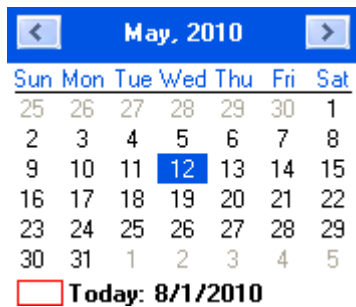 May, 2010
Sun Mon Tue Wed Thu Fri Sat
25 26 27 28 29 30 1
2 3 4 5 6 7 8
9 10 11 12 13 14 15
16 17 18 19 20 21 22
23 24 25 26 27 28 29
30 31 1 2 3 4 5
Today: 8/1/2010